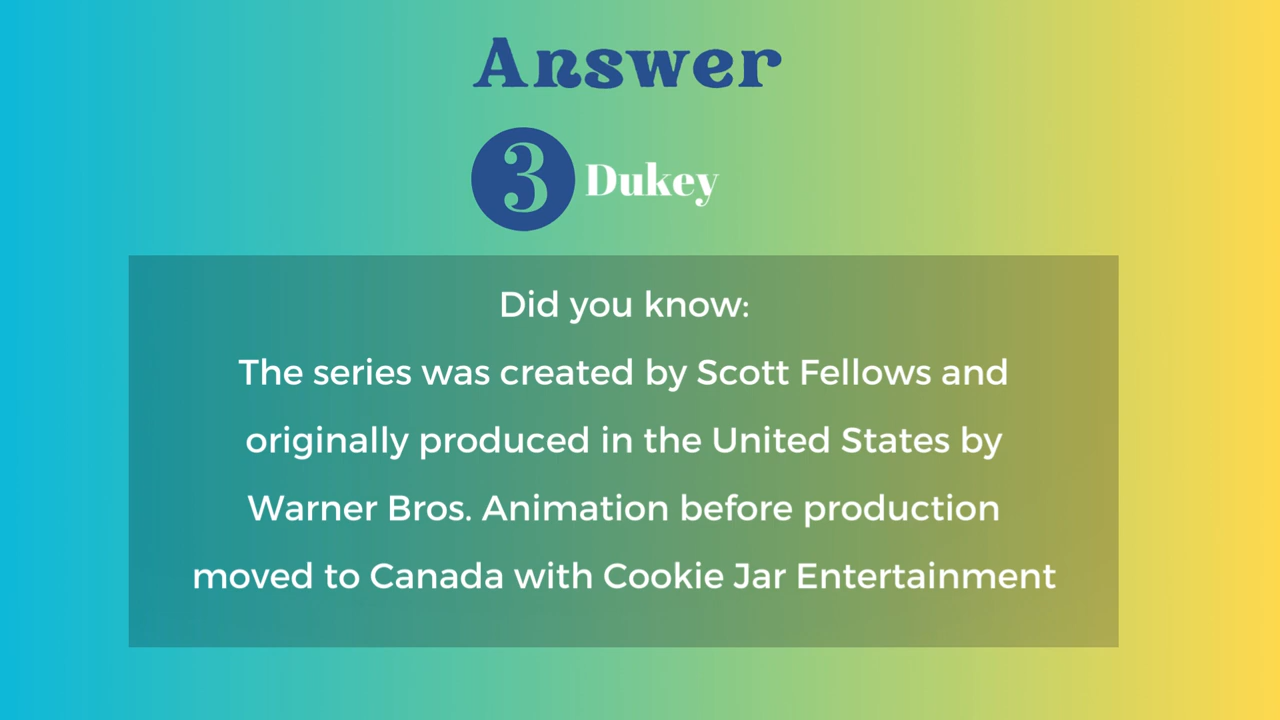 Answer
3 Dukey
Did you know:
The series was created by Scott Fellows and
originally produced in the United States by
Warner Bros. Animation before production
moved to Canada with Cookie Jar Entertainment